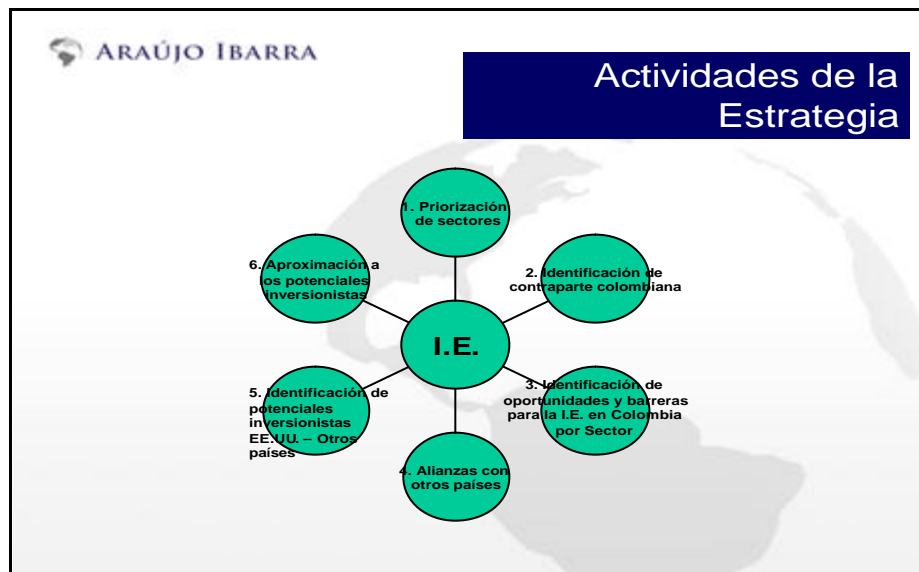 ARAÚJO IBARRA
Actividades de la
Estrategia
1. Priorización
de sectores
2. Identificación de
contraparte colombiana
3. Identificación de
oportunidades y barreras
para la I.E. en Colombia
por Sector
4. Alianzas con
otros países
5. Identificación de
potenciales
inversionistas
EE.UU. – Otros
países
6. Aproximación a
los potenciales
inversionistas
I.E.